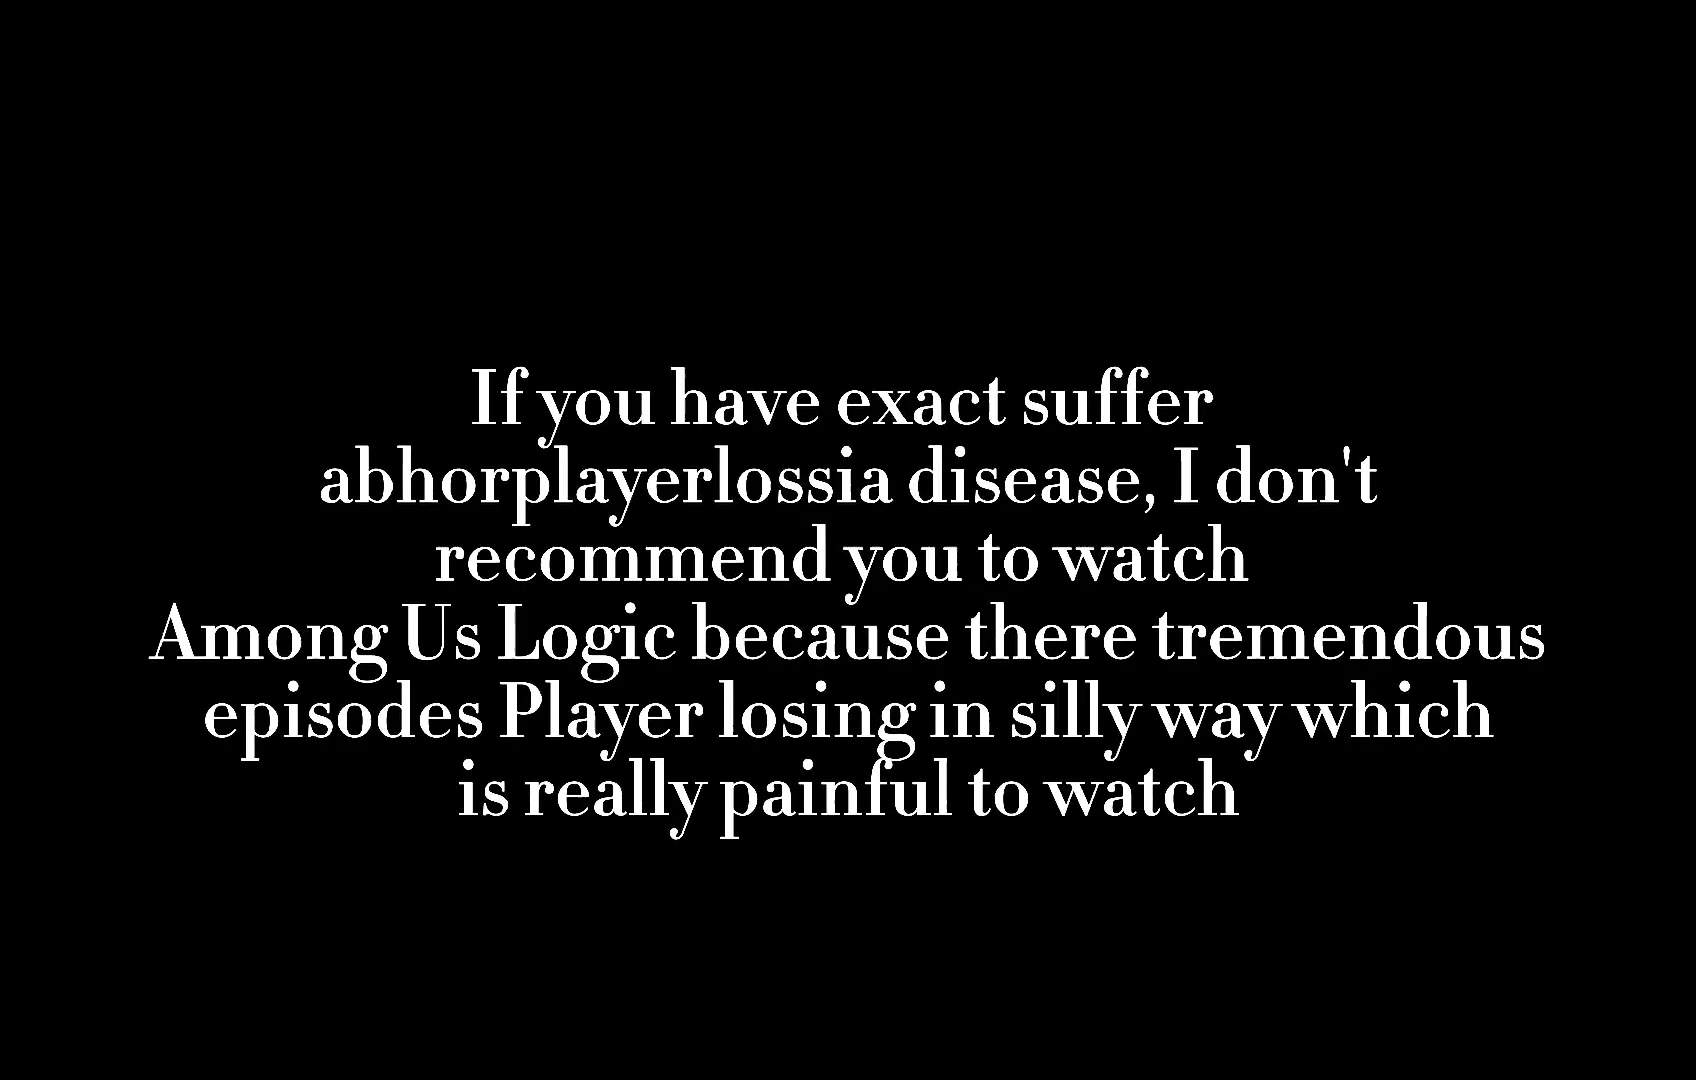 If you have exact suffer
abhorplayerlossia disease, I don't
recommend you to watch
Among Us Logic because there tremendous
episodes Player losing in silly way which
is really painful to watch